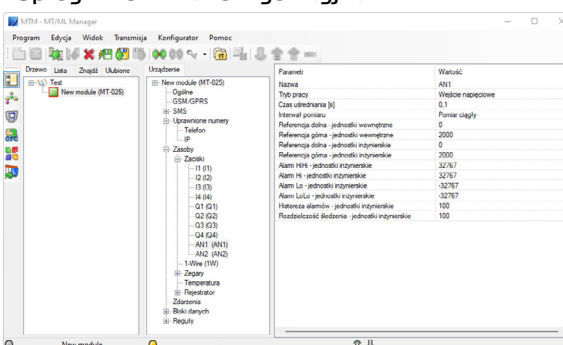 MTM - MT/ML Manager
Program Edycja Widok Transmisja Konfigurator Pomoc
Drzewo Lista Znajdź Ulubione
Test
New module (MT-025)
Urządzenie
New module (MT-025)
Ogólne
GSM/GPRS
SMS
Uprawnione numery
Telefon
IP
Zasoby
Zaciski
I1 (I1)
I2 (I2)
I3 (I3)
I4 (I4)
Q1 (Q1)
Q2 (Q2)
Q3 (Q3)
Q4 (Q4)
AN1 (AN1)
AN2 (AN2)
1-Wire (1W)
Zegary
Temperatura
Rejestrator
Zdarzenia
Bloki danych
Reguły
Parametr Wartość
Nazwa AN1
Tryb pracy Wejście napięciowe
Czas uśredniania [s] 0,1
Interwał pomiaru Pomiar ciągły
Referencja dolna - jednostki wewnętrzne 0
Referencja górna - jednostki wewnętrzne 2000
Referencja dolna - jednostki inżynierskie 0
Referencja górna - jednostki inżynierskie 2000
Alarm HiHi - jednostki inżynierskie 32767
Alarm Hi - jednostki inżynierskie 32767
Alarm Lo - jednostki inżynierskie -32767
Alarm LoLo - jednostki inżynierskie -32767
Histereza alarmów - jednostki inżynierskie 100
Rozdzielczość śledzenia - jednostki inżynierskie 100
New module